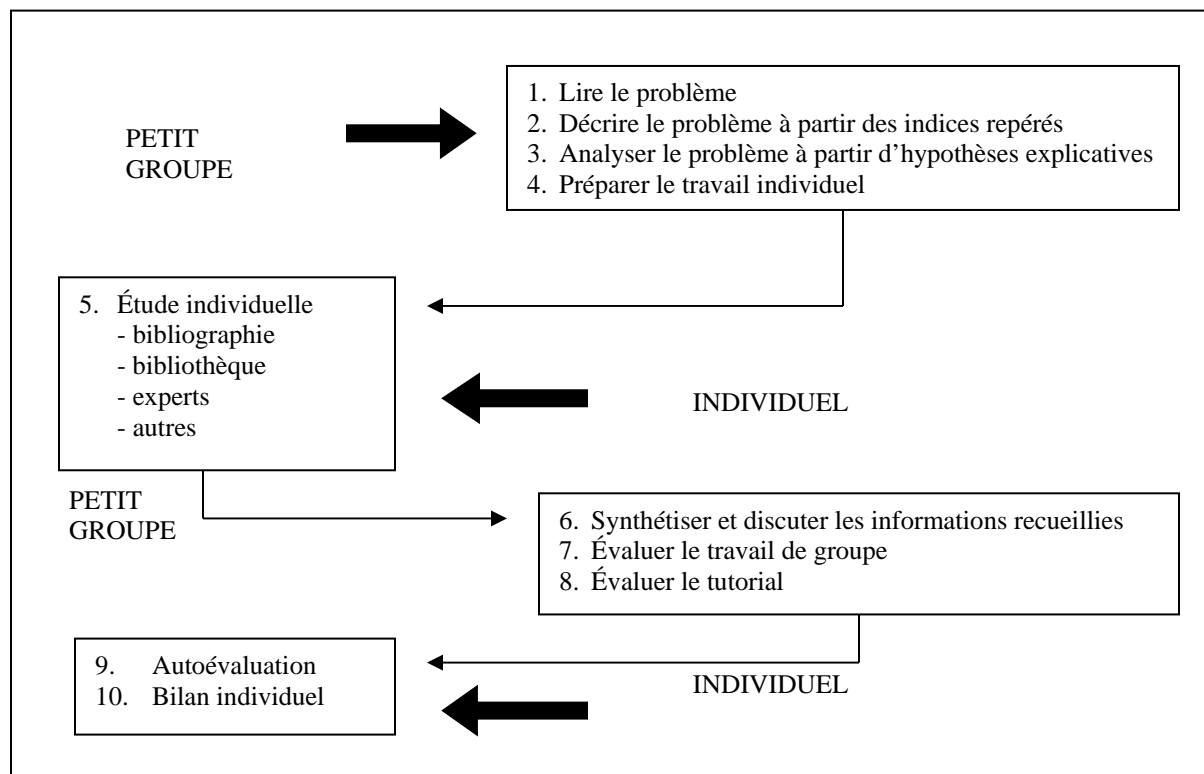 PETIT
GROUPE
1. Lire le problème
2. Décrire le problème à partir des indices repérés
3. Analyser le problème à partir d'hypothèses explicatives
4. Préparer le travail individuel
5. Étude individuelle
- bibliographie
- bibliothèque
- experts
- autres
INDIVIDUEL
PETIT
GROUPE
6. Synthétiser et discuter les informations recueillies
7. Évaluer le travail de groupe
8. Évaluer le tutorial
9. Autoévaluation
10. Bilan individuel
INDIVIDUEL